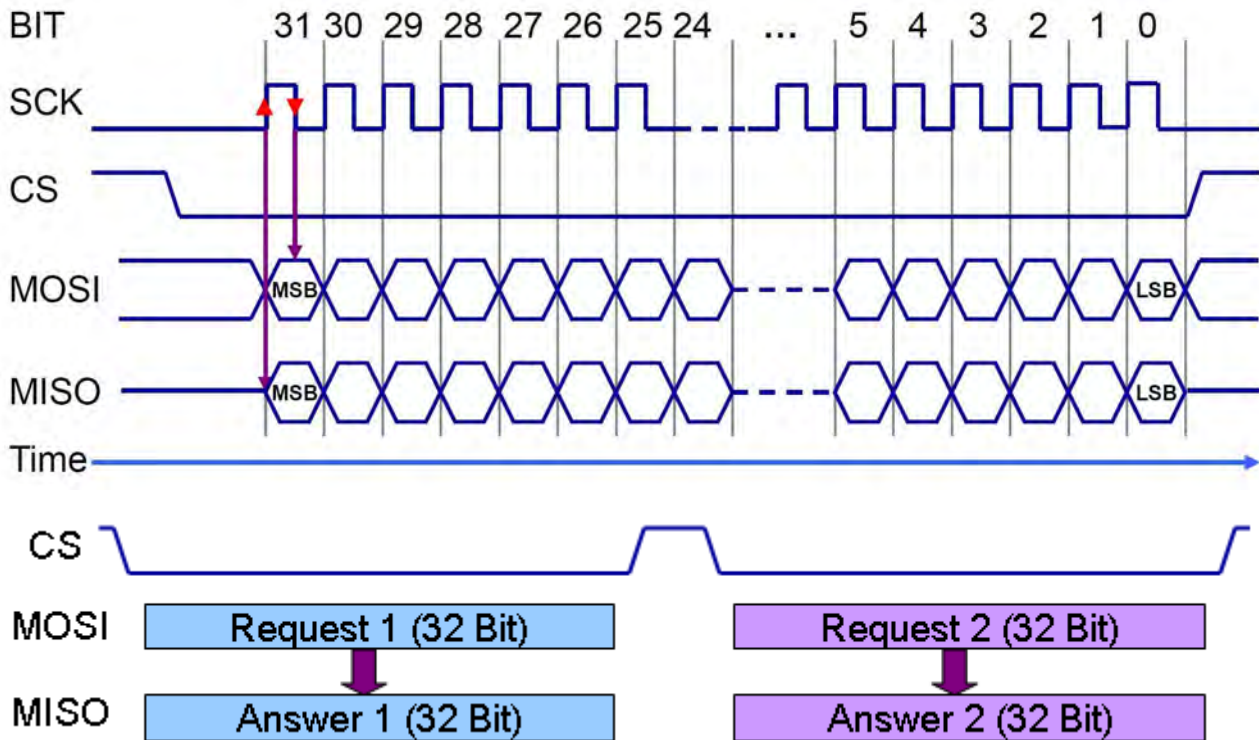 BIT 31 30 29 28 27 26 25 24 ... 5 4 3 2 1 0
SCK
CS
MOSI MSB LSB
MISO MSB LSB
Time
CS
MOSI Request 1 (32 Bit) Request 2 (32 Bit)
MISO Answer 1 (32 Bit) Answer 2 (32 Bit)